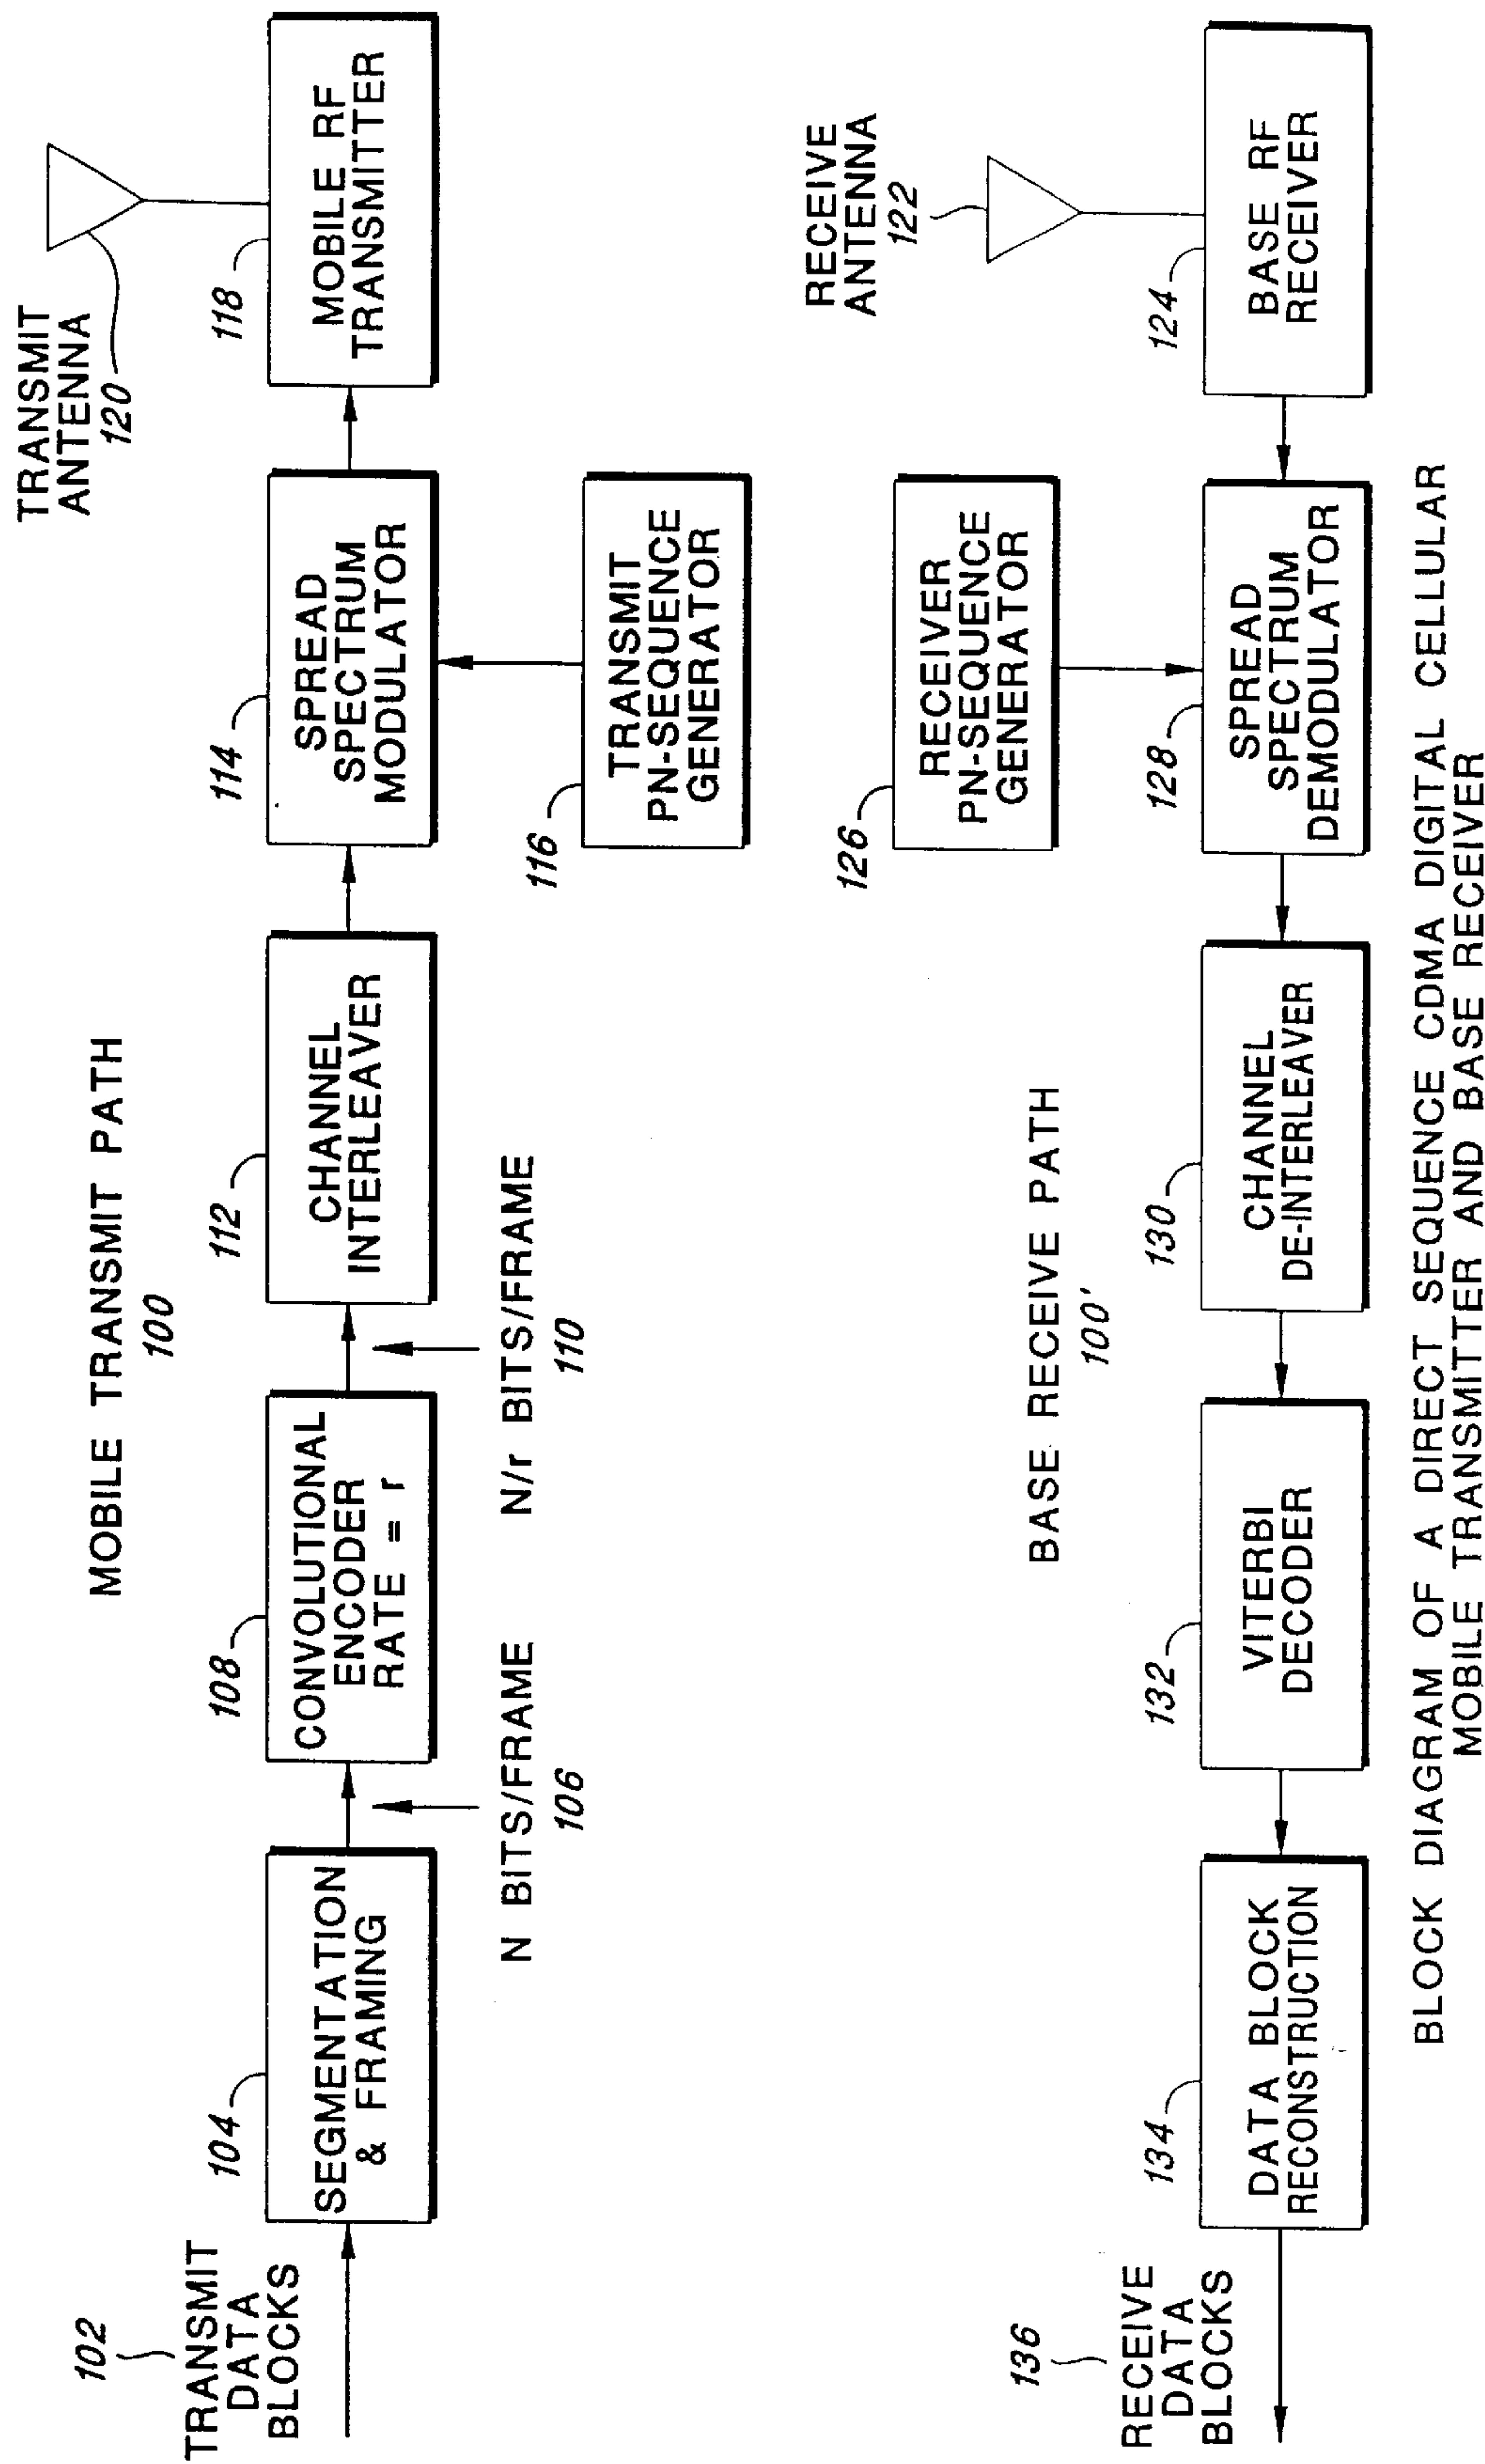 MOBILE TRANSMIT PATH
100
102
TRANSMIT
DATA
BLOCKS
104
SEGMENTATION
& FRAMING
N BITS/FRAME
106
108
CONVOLUTIONAL
ENCODER
RATE = r
N/r BITS/FRAME
110
112
CHANNEL
INTERLEAVER
114
SPREAD
SPECTRUM
MODULATOR
116
TRANSMIT
PN-SEQUENCE
GENERATOR
118
MOBILE RF
TRANSMITTER
TRANSMIT
ANTENNA
120
BASE RECEIVE PATH
100'
RECEIVE
ANTENNA
122
124
BASE RF
RECEIVER
126
RECEIVER
PN-SEQUENCE
GENERATOR
128
SPREAD
SPECTRUM
DEMODULATOR
130
CHANNEL
DE-INTERLEAVER
132
VITERBI
DECODER
134
DATA BLOCK
RECONSTRUCTION
136
RECEIVE
DATA
BLOCKS
BLOCK DIAGRAM OF A DIRECT SEQUENCE CDMA DIGITAL CELLULAR
MOBILE TRANSMITTER AND BASE RECEIVER